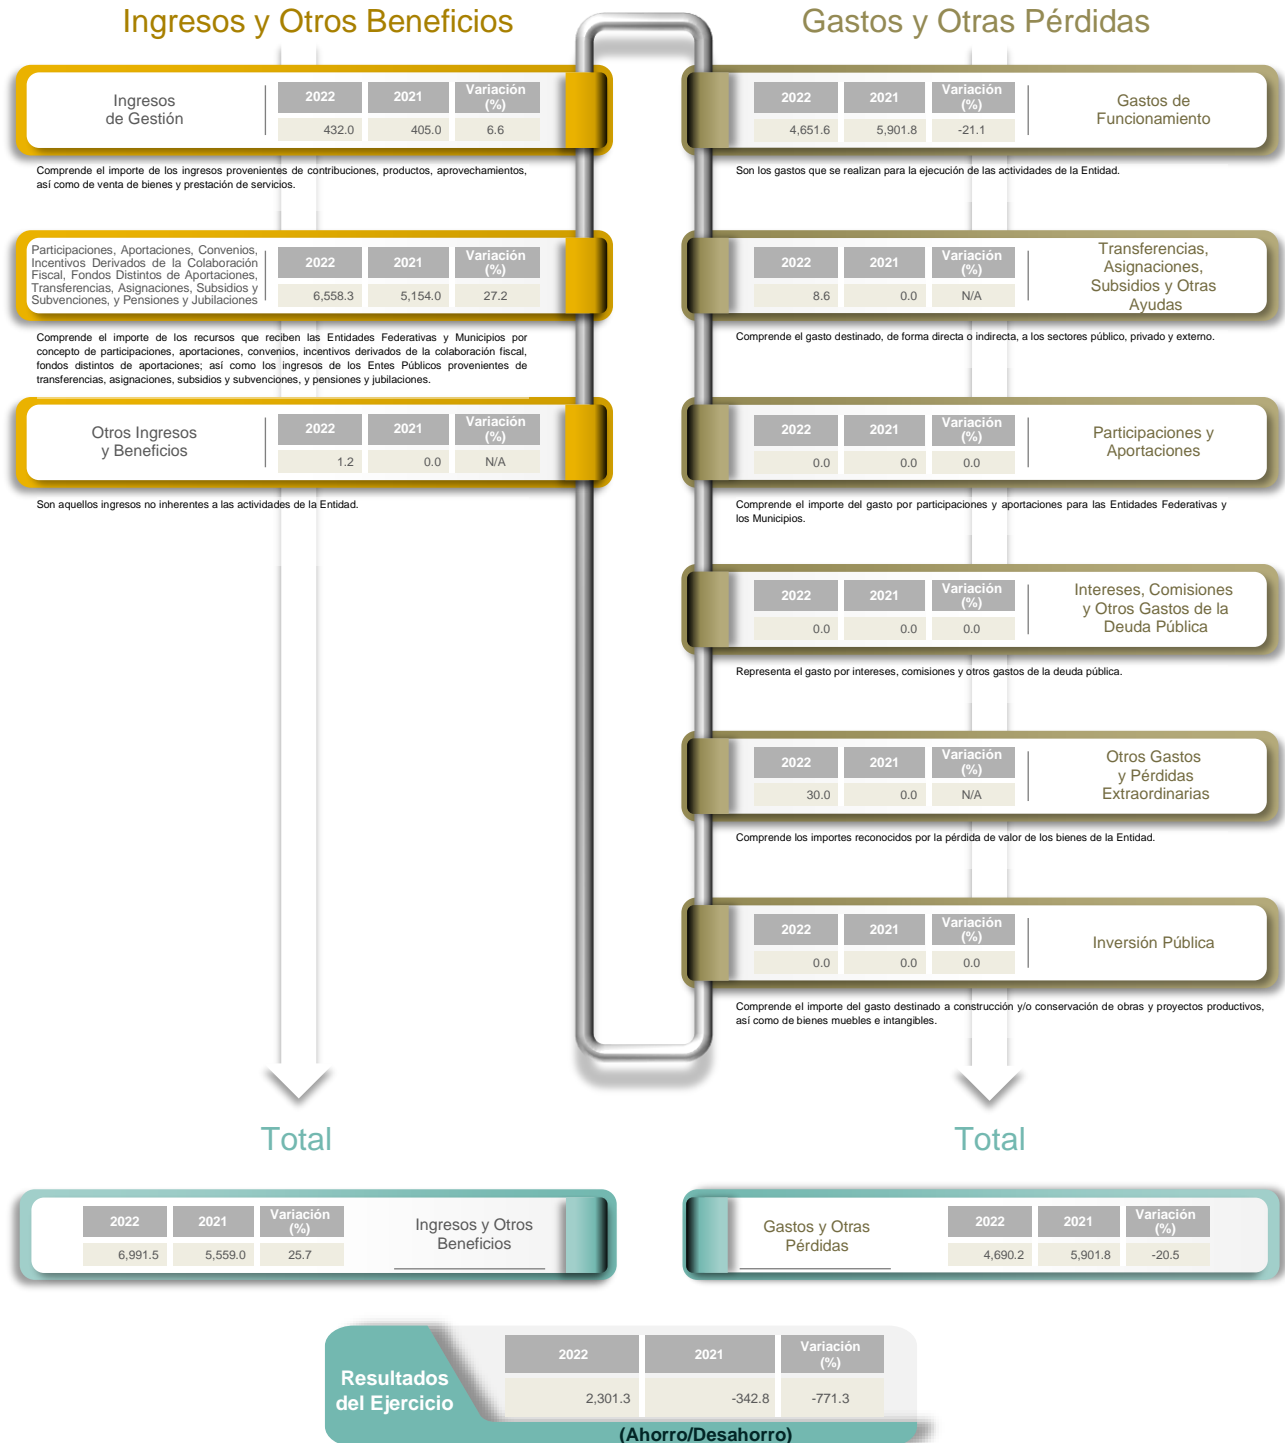 Ingresos y Otros Beneficios
Ingresos
de Gestión
2022 2021 Variación (%)
432.0 405.0 6.6
Comprende el importe de los ingresos provenientes de contribuciones, productos, aprovechamientos,
así como de venta de bienes y prestación de servicios.
Participaciones, Aportaciones, Convenios,
Incentivos Derivados de la Colaboración
Fiscal, Fondos Distintos de Aportaciones,
Transferencias, Asignaciones, Subsidios y
Subvenciones, y Pensiones y Jubilaciones
2022 2021 Variación (%)
6,558.3 5,154.0 27.2
Comprende el importe de los recursos que reciben las Entidades Federativas y Municipios por
concepto de participaciones, aportaciones, convenios, incentivos derivados de la colaboración fiscal,
fondos distintos de aportaciones; así como los ingresos de los Entes Públicos provenientes de
transferencias, asignaciones, subsidios y subvenciones, y pensiones y jubilaciones.
Otros Ingresos
y Beneficios
2022 2021 Variación (%)
1.2 0.0 N/A
Son aquellos ingresos no inherentes a las actividades de la Entidad.
Gastos y Otras Pérdidas
2022 2021 Variación (%)
4,651.6 5,901.8 -21.1
Gastos de
Funcionamiento
Son los gastos que se realizan para la ejecución de las actividades de la Entidad.
2022 2021 Variación (%)
8.6 0.0 N/A
Transferencias,
Asignaciones,
Subsidios y Otras
Ayudas
Comprende el gasto destinado, de forma directa o indirecta, a los sectores público, privado y externo.
2022 2021 Variación (%)
0.0 0.0 0.0
Participaciones y
Aportaciones
Comprende el importe del gasto por participaciones y aportaciones para las Entidades Federativas y
los Municipios.
2022 2021 Variación (%)
0.0 0.0 0.0
Intereses, Comisiones
y Otros Gastos de la
Deuda Pública
Representa el gasto por intereses, comisiones y otros gastos de la deuda pública.
2022 2021 Variación (%)
30.0 0.0 N/A
Otros Gastos
y Pérdidas
Extraordinarias
Comprende los importes reconocidos por la pérdida de valor de los bienes de la Entidad.
2022 2021 Variación (%)
0.0 0.0 0.0
Inversión Pública
Comprende el importe del gasto destinado a construcción y/o conservación de obras y proyectos productivos,
así como de bienes muebles e intangibles.
Total
2022 2021 Variación (%)
6,991.5 5,559.0 25.7
Ingresos y Otros
Beneficios
Total
Gastos y Otras
Pérdidas
2022 2021 Variación (%)
4,690.2 5,901.8 -20.5
Resultados
del Ejercicio
2022 2021 Variación (%)
2,301.3 -342.8 -771.3
(Ahorro/Desahorro)